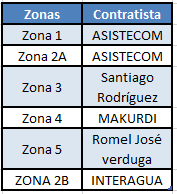 Zonas Contratista
Zona 1 ASISTECOM
Zona 2A ASISTECOM
Zona 3 Santiago
Rodríguez
Zona 4 MAKURDI
Zona 5 Romel José
verduga
ZONA 2B INTERAGUA